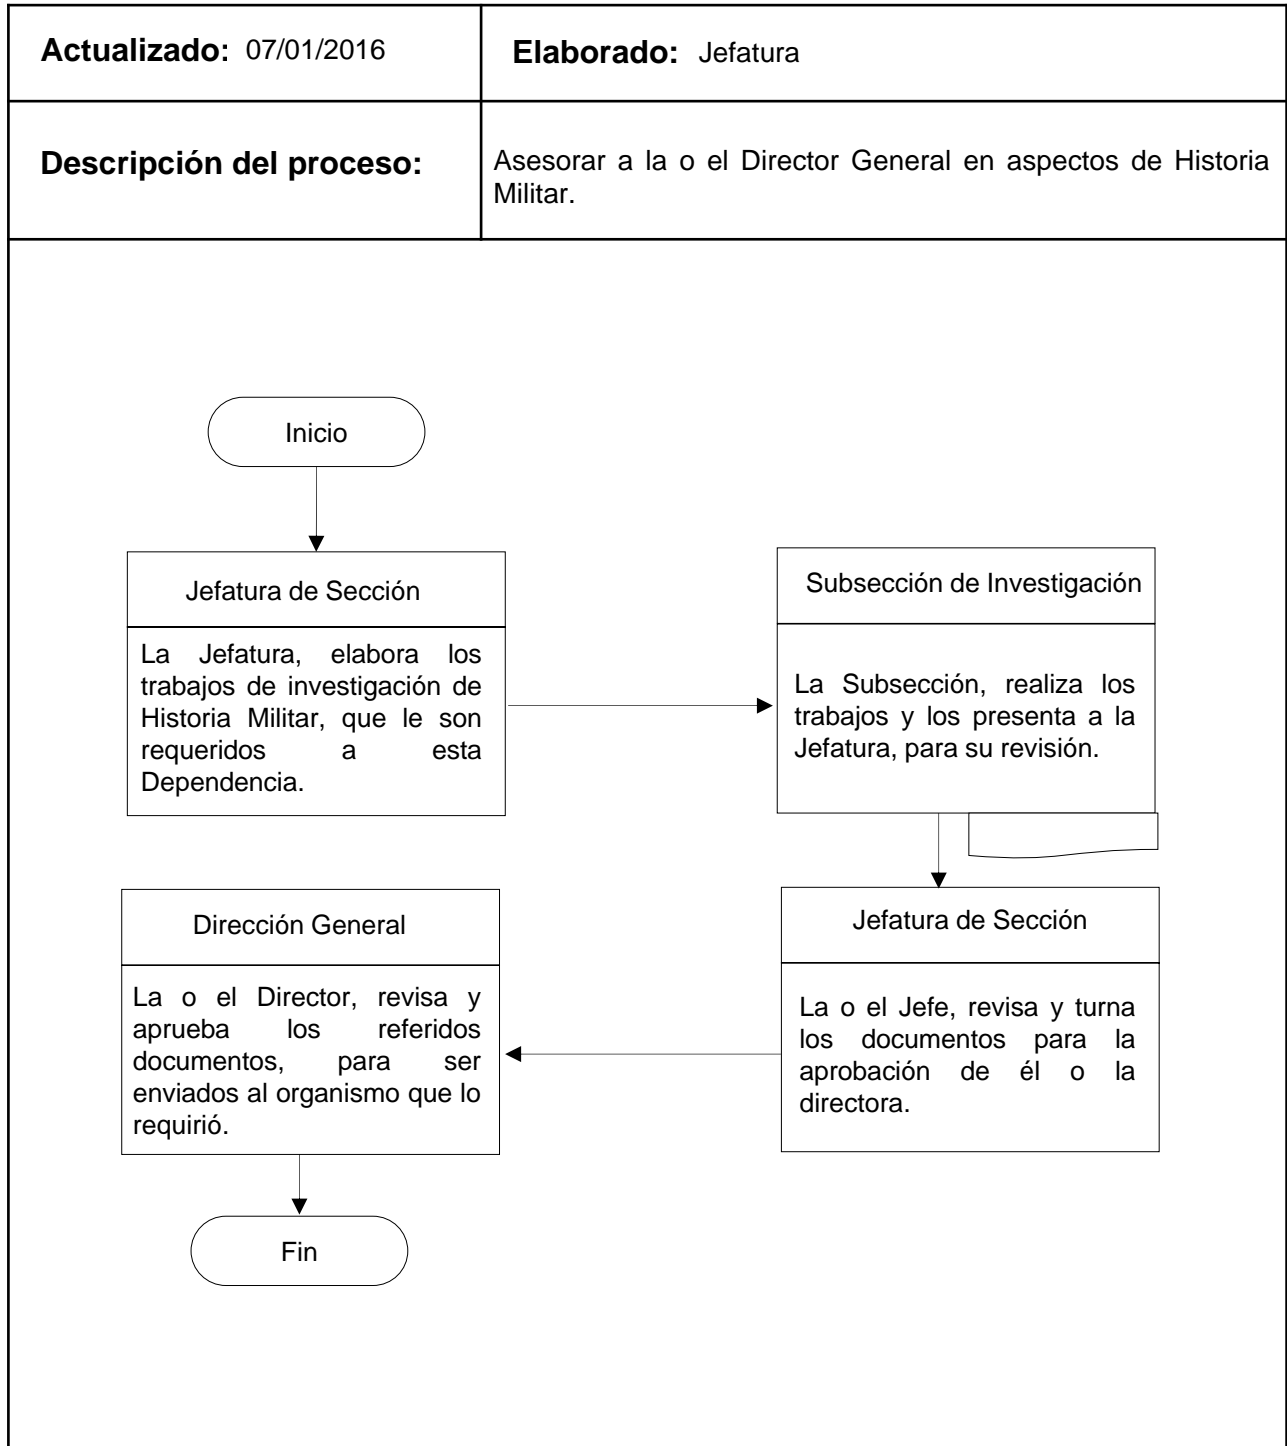 Actualizado: 07/01/2016
Elaborado: Jefatura
Descripción del proceso:
Asesorar a la o el Director General en aspectos de Historia
Militar.
Inicio
Jefatura de Sección
La Jefatura, elabora los
trabajos de investigación de
Historia Militar, que le son
requeridos a esta
Dependencia.
Subsección de Investigación
La Subsección, realiza los
trabajos y los presenta a la
Jefatura, para su revisión.
Jefatura de Sección
La o el Jefe, revisa y turna
los documentos para la
aprobación de él o la
directora.
Dirección General
La o el Director, revisa y
aprueba los referidos
documentos, para ser
enviados al organismo que lo
requirió.
Fin